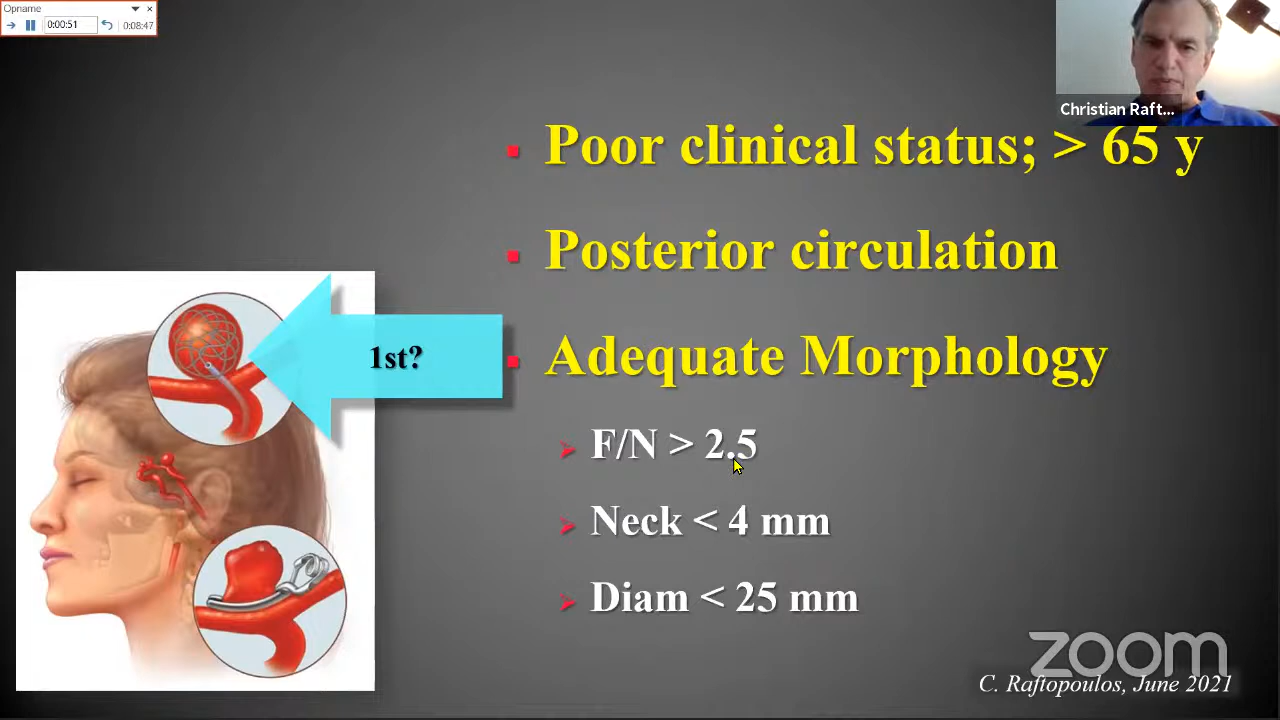 Opname
0:00:51
0:08:47
Christian Raft...
Poor clinical status; > 65 y
Posterior circulation
1st?
Adequate Morphology
F/N > 2.5
Neck < 4 mm
Diam < 25 mm
zoom
C. Raftopoulos, June 2021